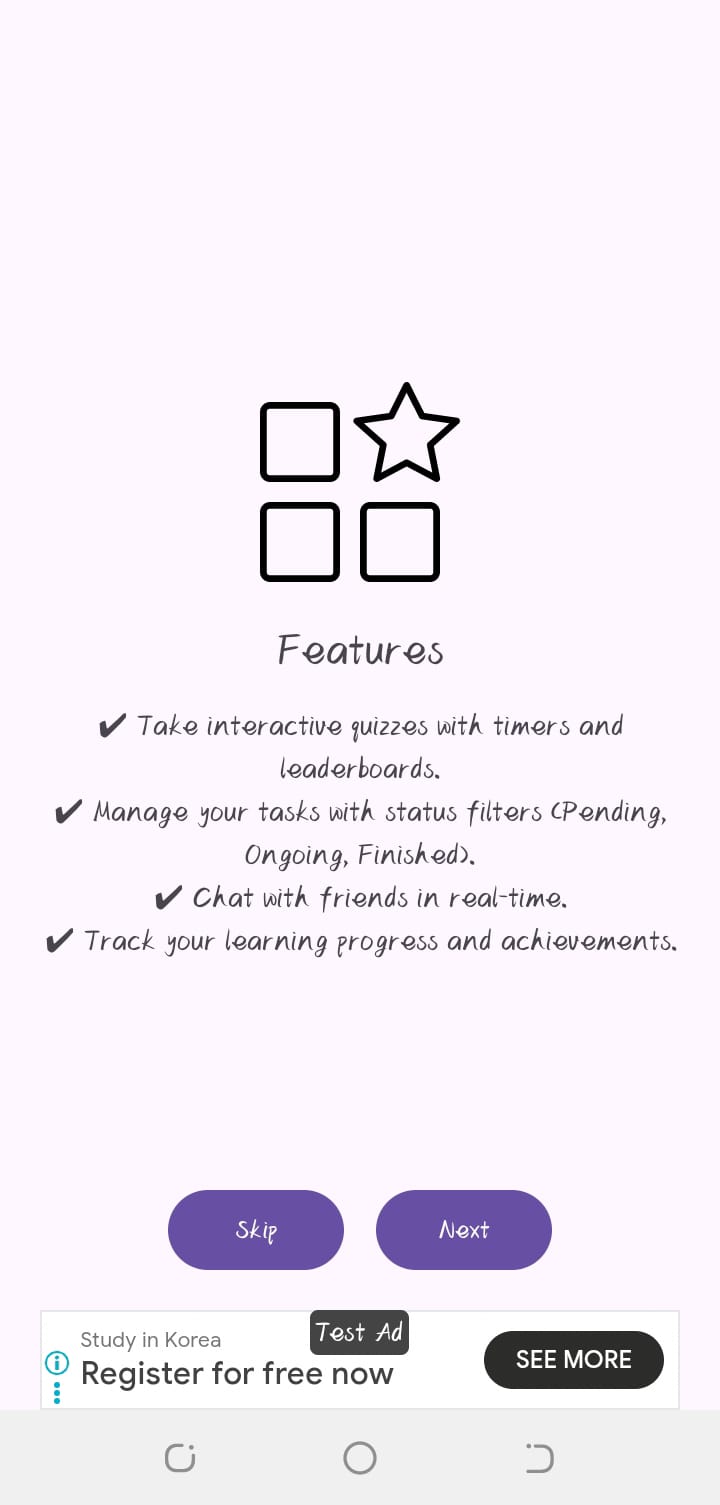 Features
✔ Take interactive quizzes with timers and
leaderboards.
✔ Manage your tasks with status filters (Pending,
Ongoing, Finished).
✔ Chat with friends in real-time.
✔ Track your learning progress and achievements.
Skip
Next
Test Ad
Study in Korea
Register for free now
SEE MORE